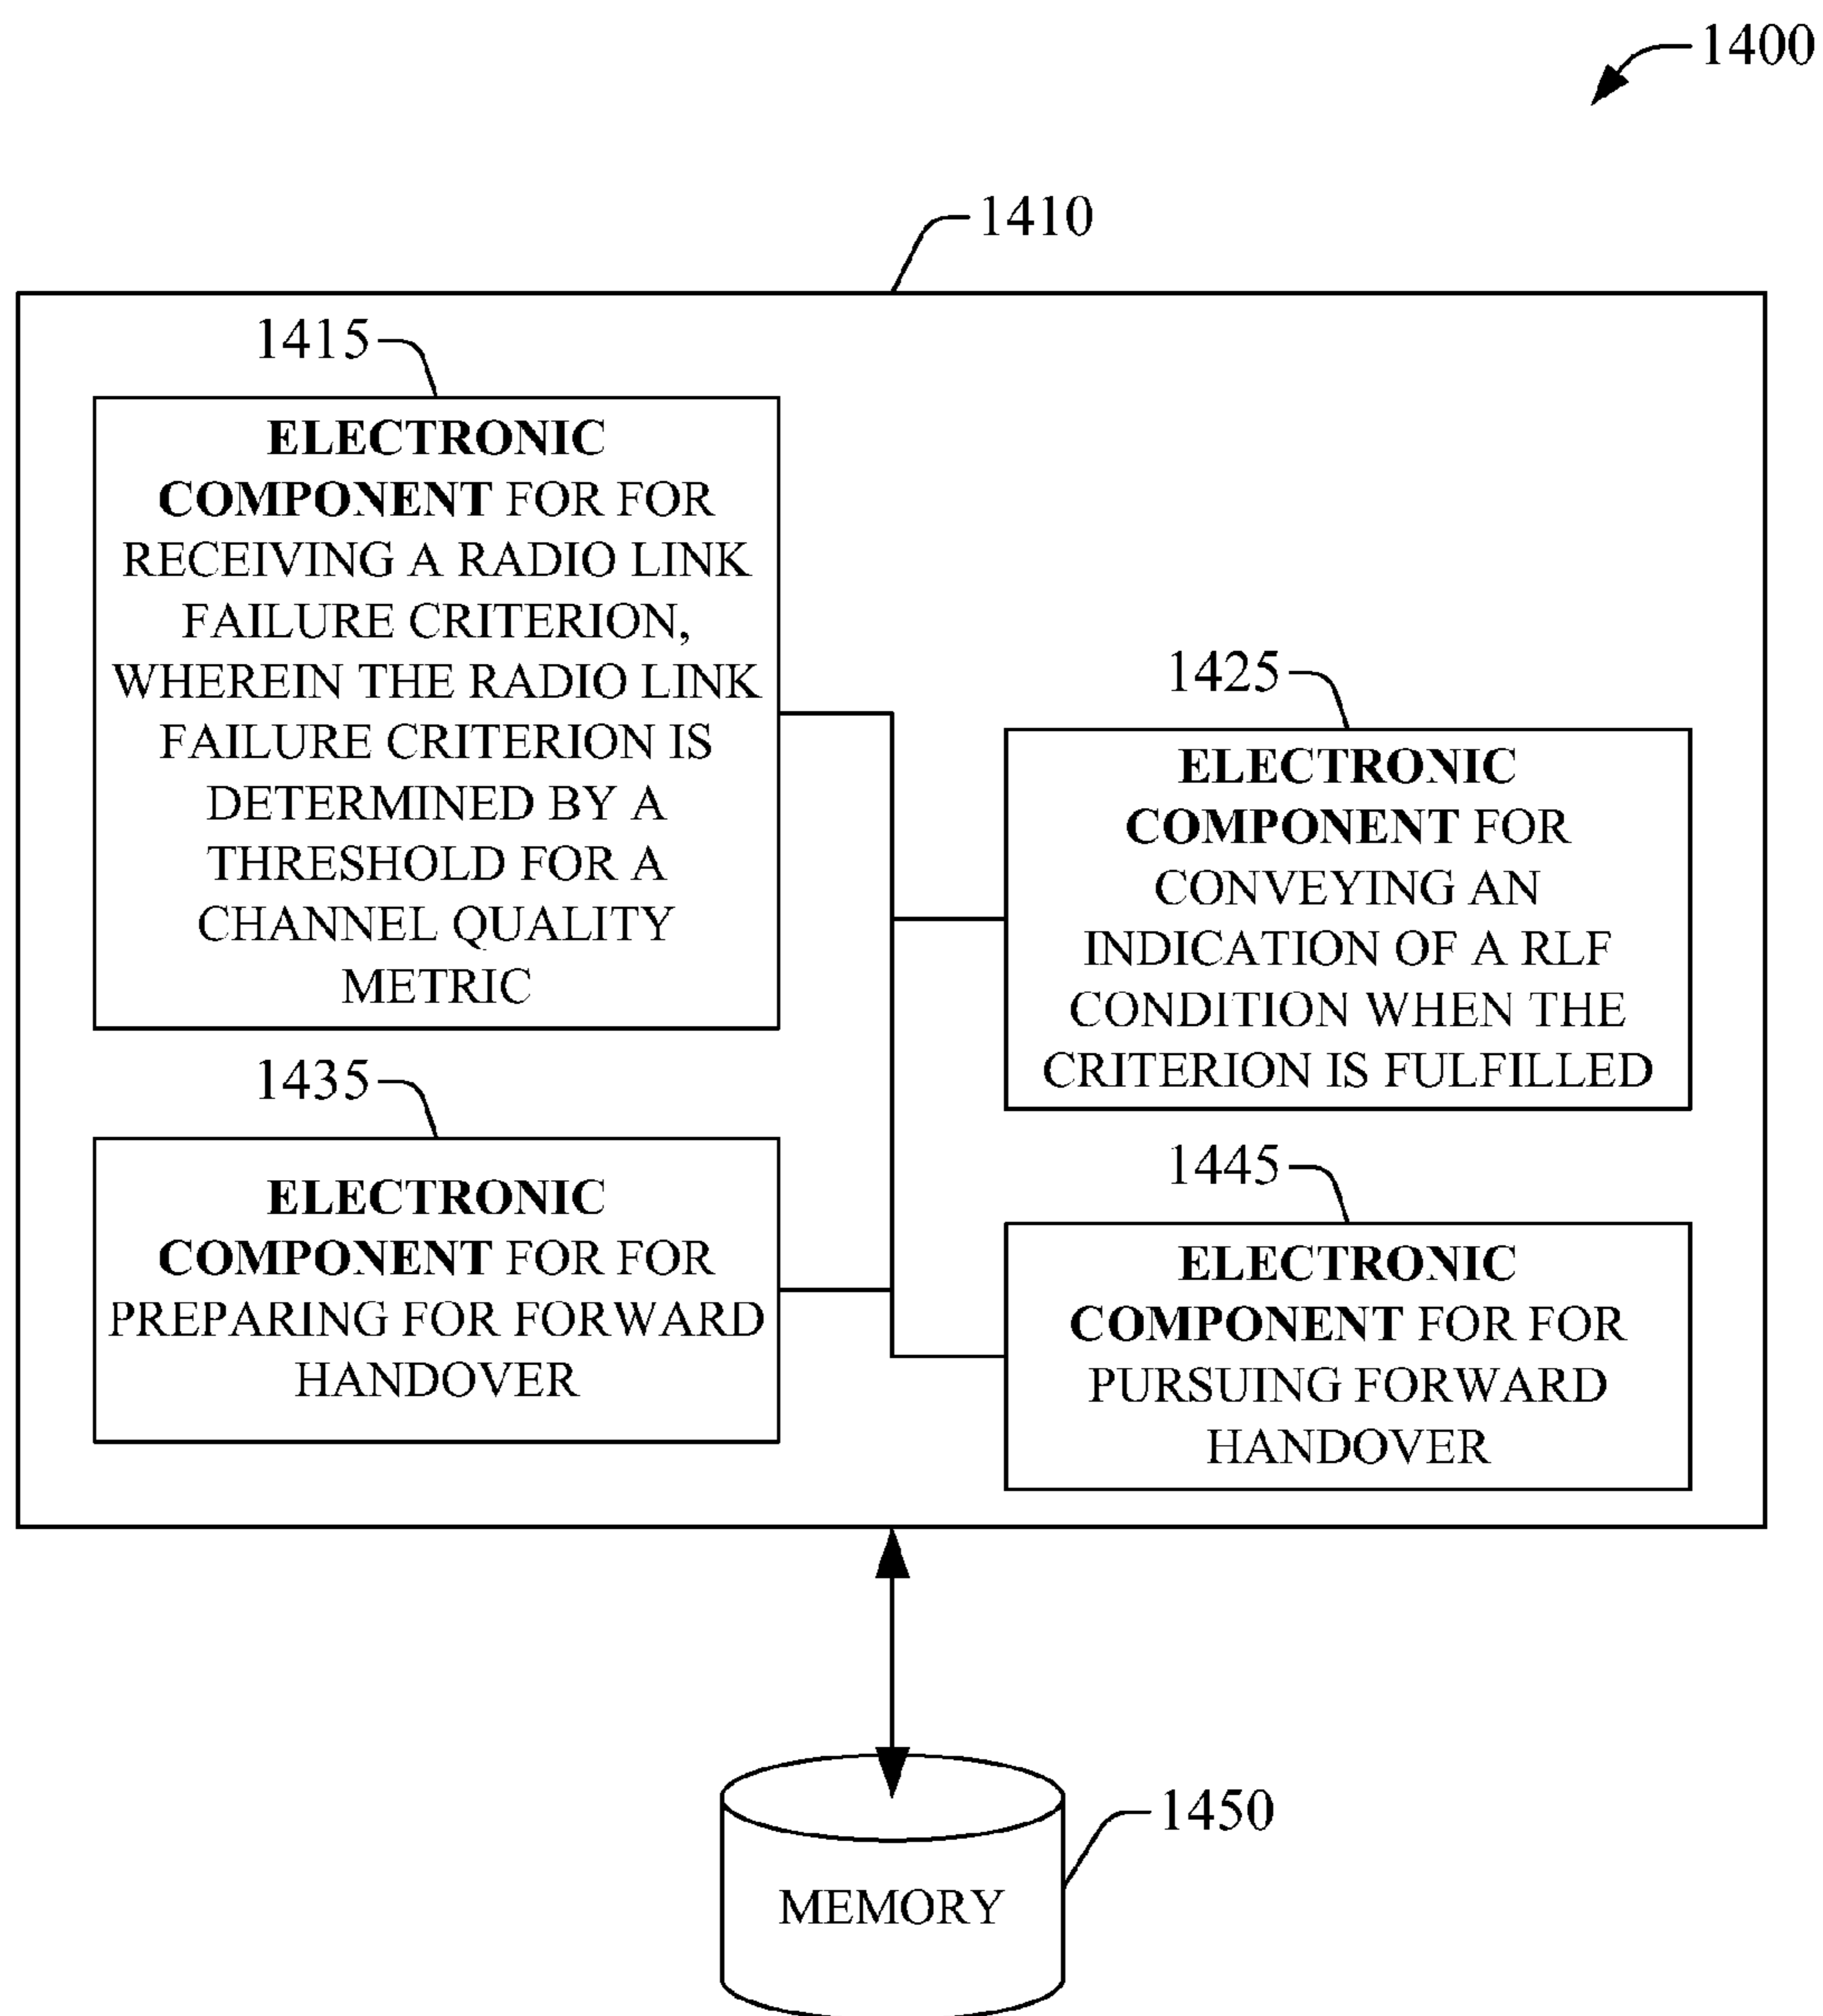 1400
1410
1415
ELECTRONIC
COMPONENT FOR FOR
RECEIVING A RADIO LINK
FAILURE CRITERION,
WHEREIN THE RADIO LINK
FAILURE CRITERION IS
DETERMINED BY A
THRESHOLD FOR A
CHANNEL QUALITY
METRIC
1425
ELECTRONIC
COMPONENT FOR
CONVEYING AN
INDICATION OF A RLF
CONDITION WHEN THE
CRITERION IS FULFILLED
1435
ELECTRONIC
COMPONENT FOR FOR
PREPARING FOR FORWARD
HANDOVER
1445
ELECTRONIC
COMPONENT FOR FOR
PURSUING FORWARD
HANDOVER
1450
MEMORY